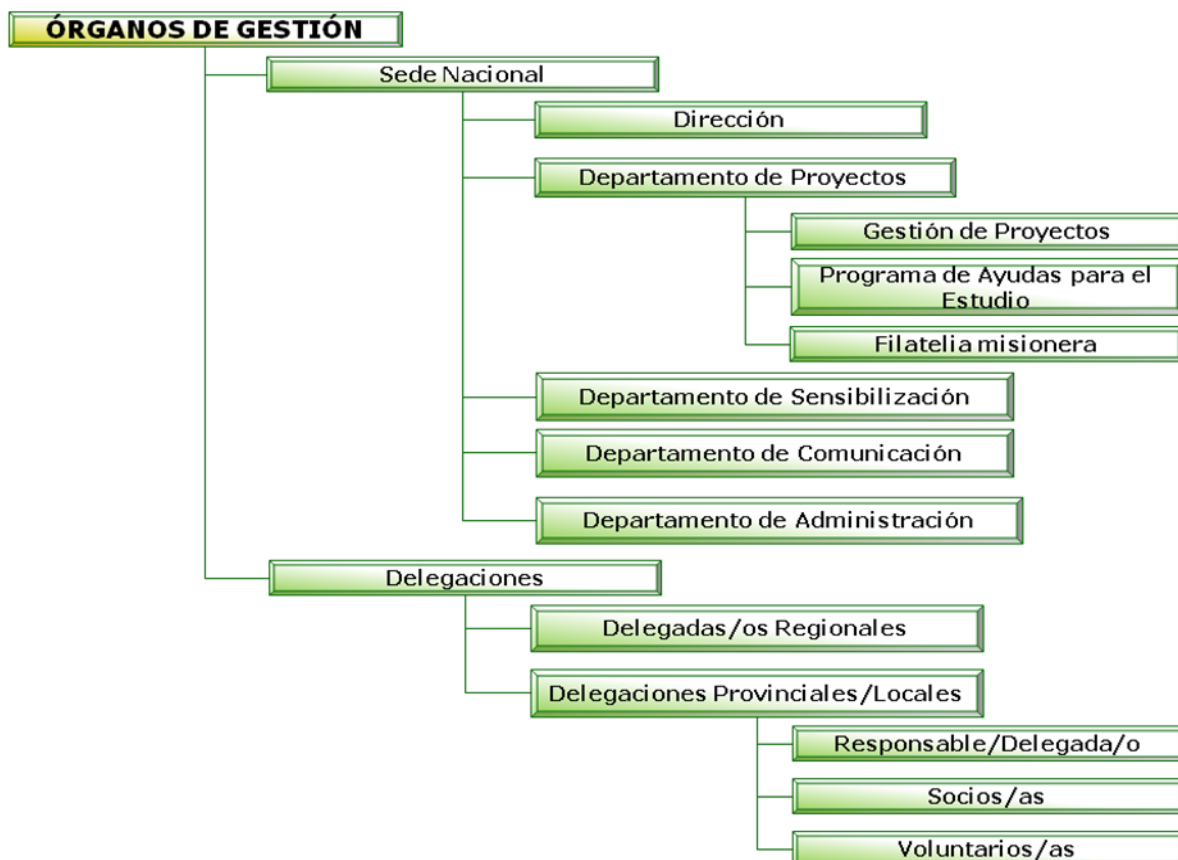 ÓRGANOS DE GESTIÓN
Sede Nacional
Dirección
Departamento de Proyectos
Gestión de Proyectos
Programa de Ayudas para el
Estudio
Filatelia misionera
Departamento de Sensibilización
Departamento de Comunicación
Departamento de Administración
Delegaciones
Delegadas/os Regionales
Delegaciones Provinciales/Locales
Responsable/Delegada/o
Socios/as
Voluntarios/as